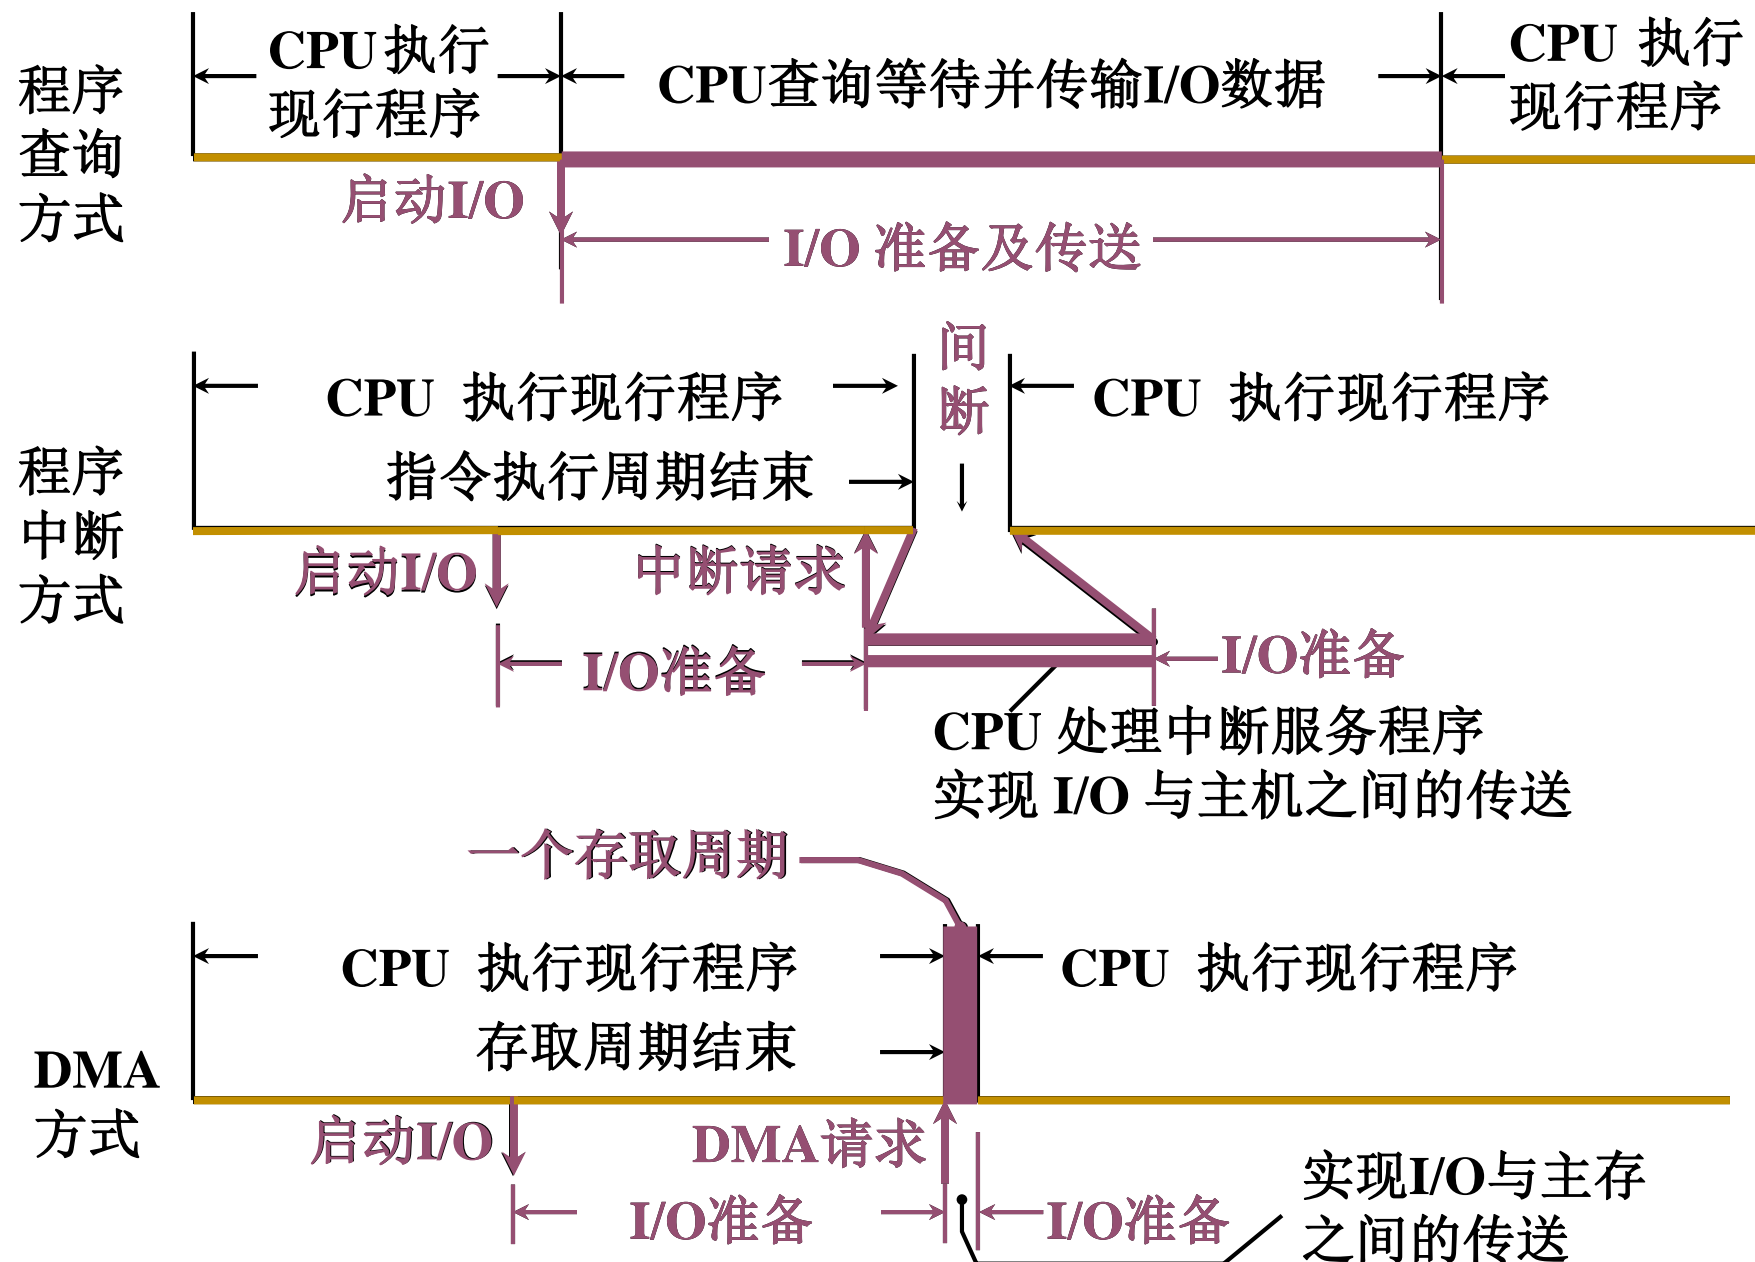 程序
查询
方式
CPU 执行
现行程序
CPU查询等待并传输I/O数据
CPU 执行
现行程序
启动I/O
I/O 准备及传送
程序
中断
方式
CPU 执行现行程序
间
断
CPU 执行现行程序
指令执行周期结束
启动I/O
中断请求
I/O准备
I/O准备
CPU 处理中断服务程序
实现 I/O 与主机之间的传送
DMA
方式
一个存取周期
CPU 执行现行程序
CPU 执行现行程序
存取周期结束
启动I/O
DMA请求
I/O准备
I/O准备
实现I/O与主存
之间的传送